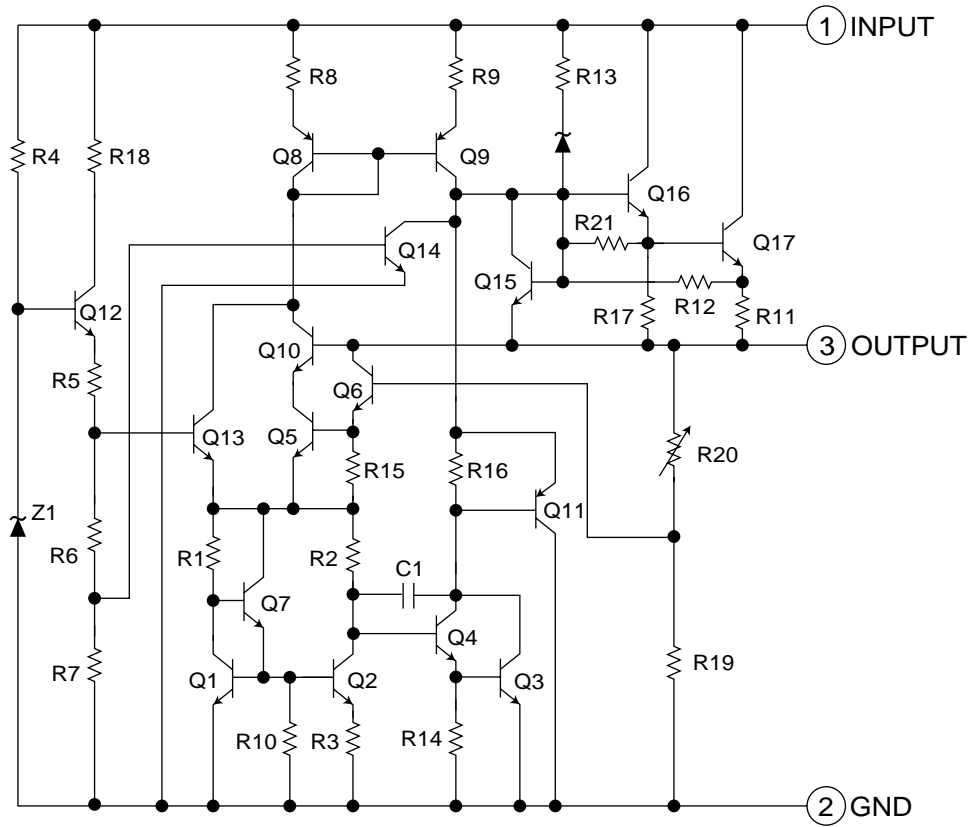 1 INPUT
R8
R9
R13
R4
R18
Q8
Q9
Q16
R21
Q14
Q17
Q12
Q15
R12
R17
R11
3 OUTPUT
Q10
R5
Q6
Q13
Q5
R15
R16
R20
Z1
Q11
R6
R1
R2
C1
Q7
Q4
R7
Q1
Q2
Q3
R19
R10
R3
R14
2 GND